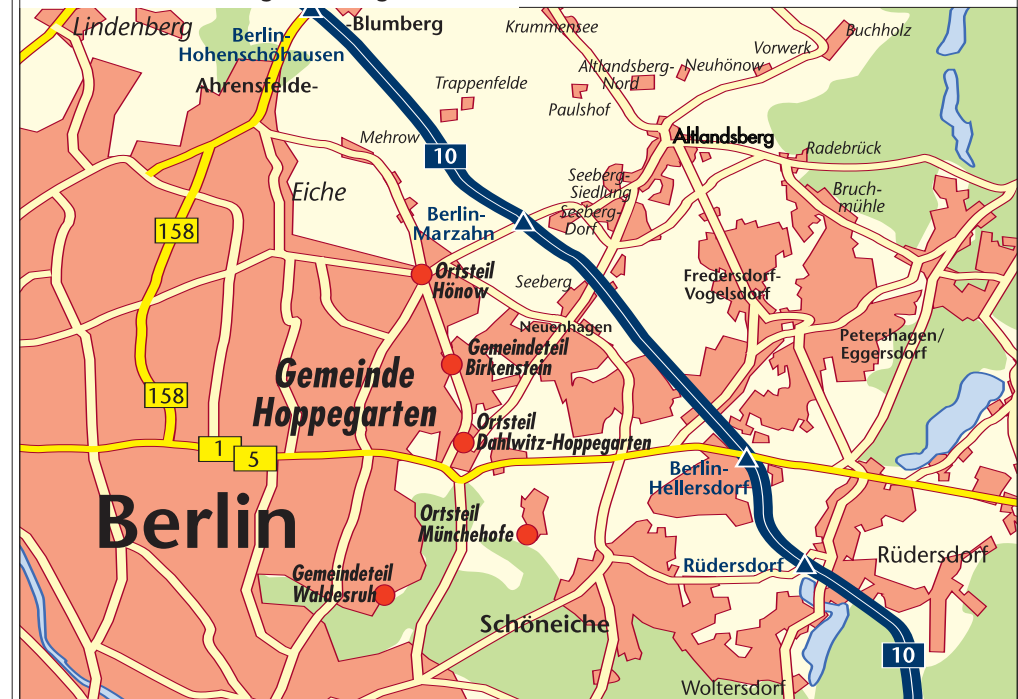 Lindenberg
-Blumberg
Krummensee
Buchholz
Berlin-
Hohenschöhausen
Vorwerk
Altlandsberg-
Nord
Neuhönow
Ahrensfelde-
Trappenfelde
Paulshof
Mehrow
Altlandsberg
10
Radebrück
Eiche
Seeberg-
Siedlung
Bruch-
mühle
Berlin-
Marzahn
Seeberg-
Dorf
158
Ortsteil
Hönow
Seeberg
Fredersdorf-
Vogelsdorf
Neuenhagen
Petershagen/
Eggersdorf
Gemeindeteil
Birkenstein
Gemeinde
Hoppegarten
158
Ortsteil
Dahlwitz-Hoppegarten
1
5
Berlin-
Hellersdorf
Berlin
Ortsteil
Münchehofe
Rüdersdorf
Rüdersdorf
Gemeindeteil
Waldesruh
Schöneiche
10
Woltersdorf